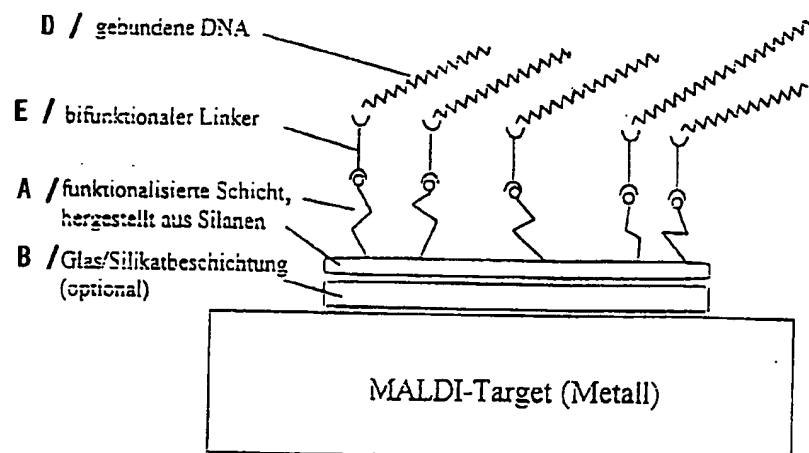 D / gebundene DNA
E / bifunktionaler Linker
A / funktionalisierte Schicht,
hergestellt aus Silanen
B / Glas/Silikatbeschichtung
(optional)
MALDI-Target (Metall)